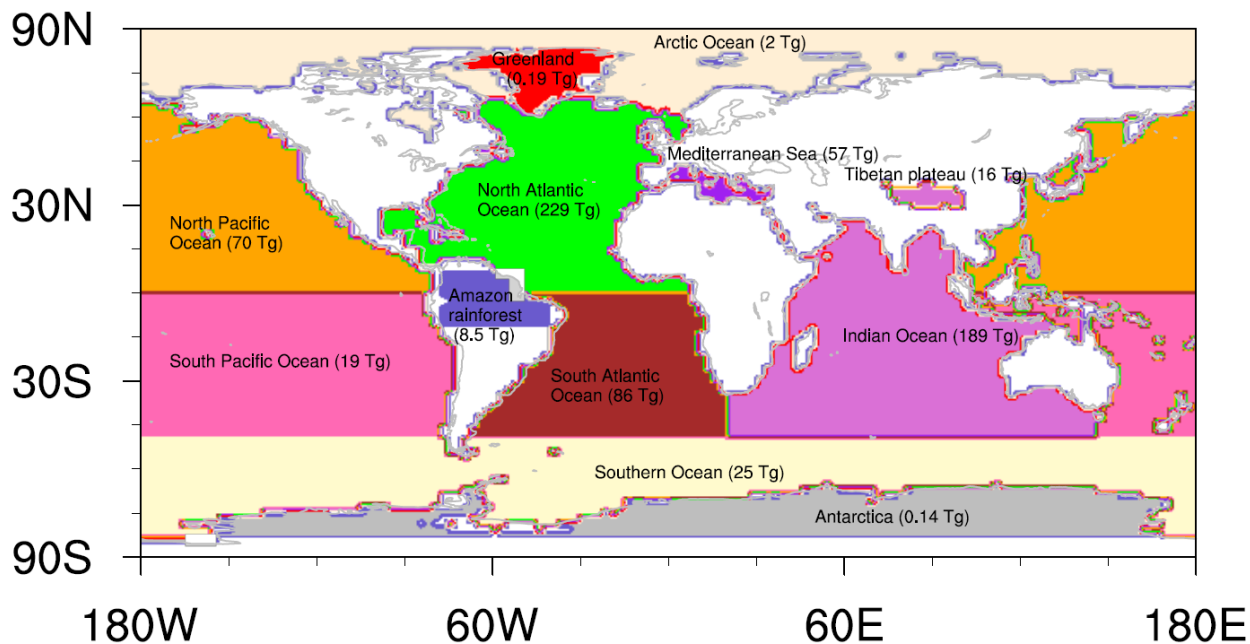 90N
Arctic Ocean (2 Tg)
Greenland
(0.19 Tg)
Mediterranean Sea (57 Tg)
Tibetan plateau (16 Tg)
30N
North Atlantic
Ocean (229 Tg)
North Pacific
Ocean (70 Tg)
Amazon
rainforest
(8.5 Tg)
Indian Ocean (189 Tg)
South Pacific Ocean (19 Tg)
30S
South Atlantic
Ocean (86 Tg)
Southern Ocean (25 Tg)
Antarctica (0.14 Tg)
90S
180W
60W
60E
180E